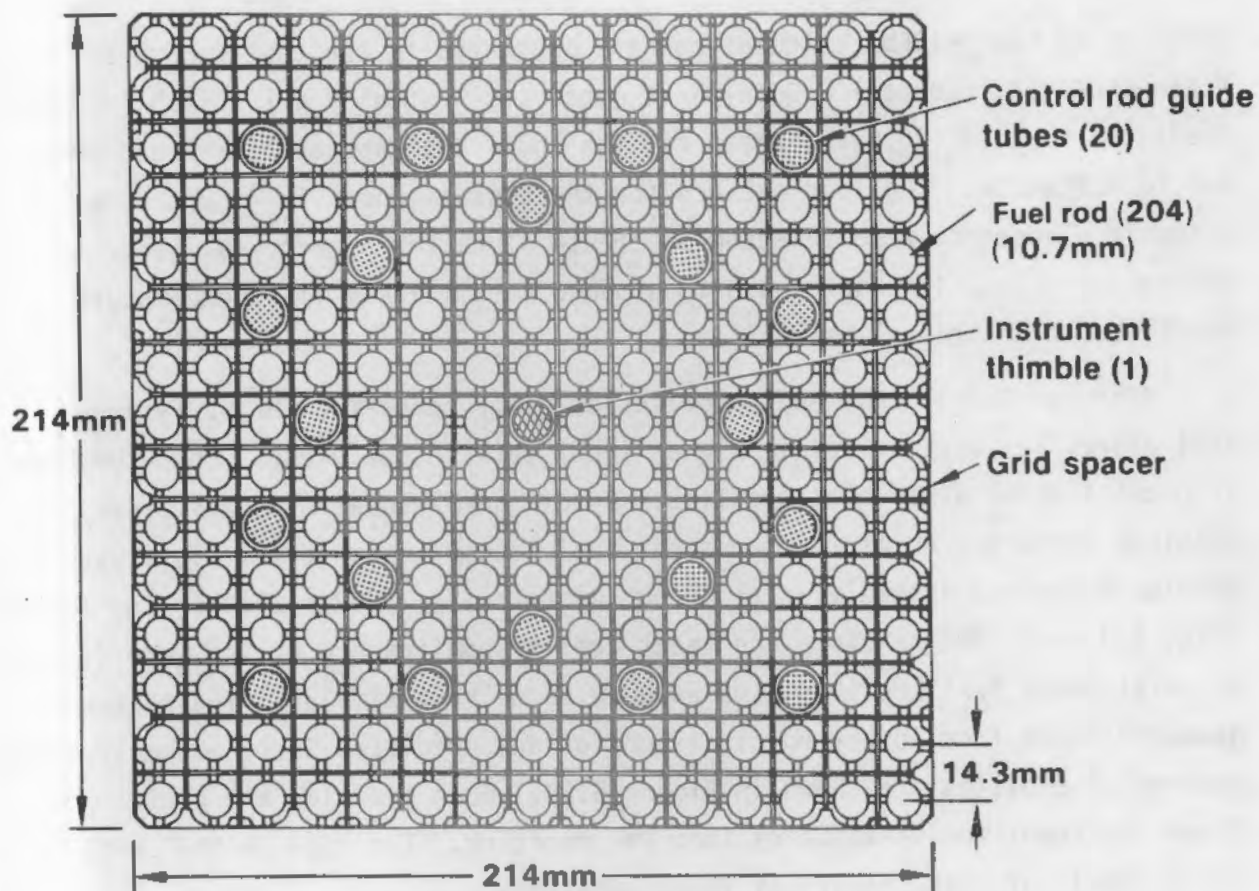 Control rod guide
tubes (20)
Fuel rod (204)
(10.7mm)
Instrument
thimble (1)
214mm
Grid spacer
14.3mm
214mm